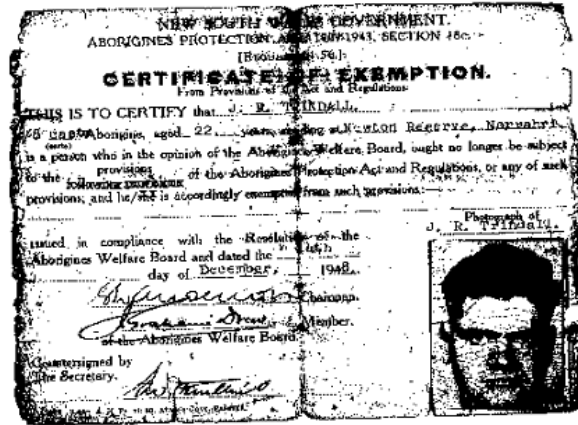 NEW SOUTH WALES GOVERNMENT.
ABORIGINES PROTECTION 1943, SECTION 18c.
CERTIFICATE OF EXEMPTION.
From Provisions of the Act and Regulations
THIS IS TO CERTIFY that J. R. TRINDALL,
Aborigine, aged 22 years, residing at Newton Reserve,
(caste)
is a person who in the opinion of the Aborigines Welfare Board, ought no longer be subject
provisions
to the of the Aborigines Protection Act and Regulations, or any of such
provisions, and he/she is accordingly exempted from such provisions:—
Photograph of
J. R. Trindall.
Issued in compliance with the Resolution of the
Aborigines Welfare Board and dated the
day of December, 1948.
Chairman.
Member.
of the Aborigines Welfare Board.
Countersigned by
The Secretary.